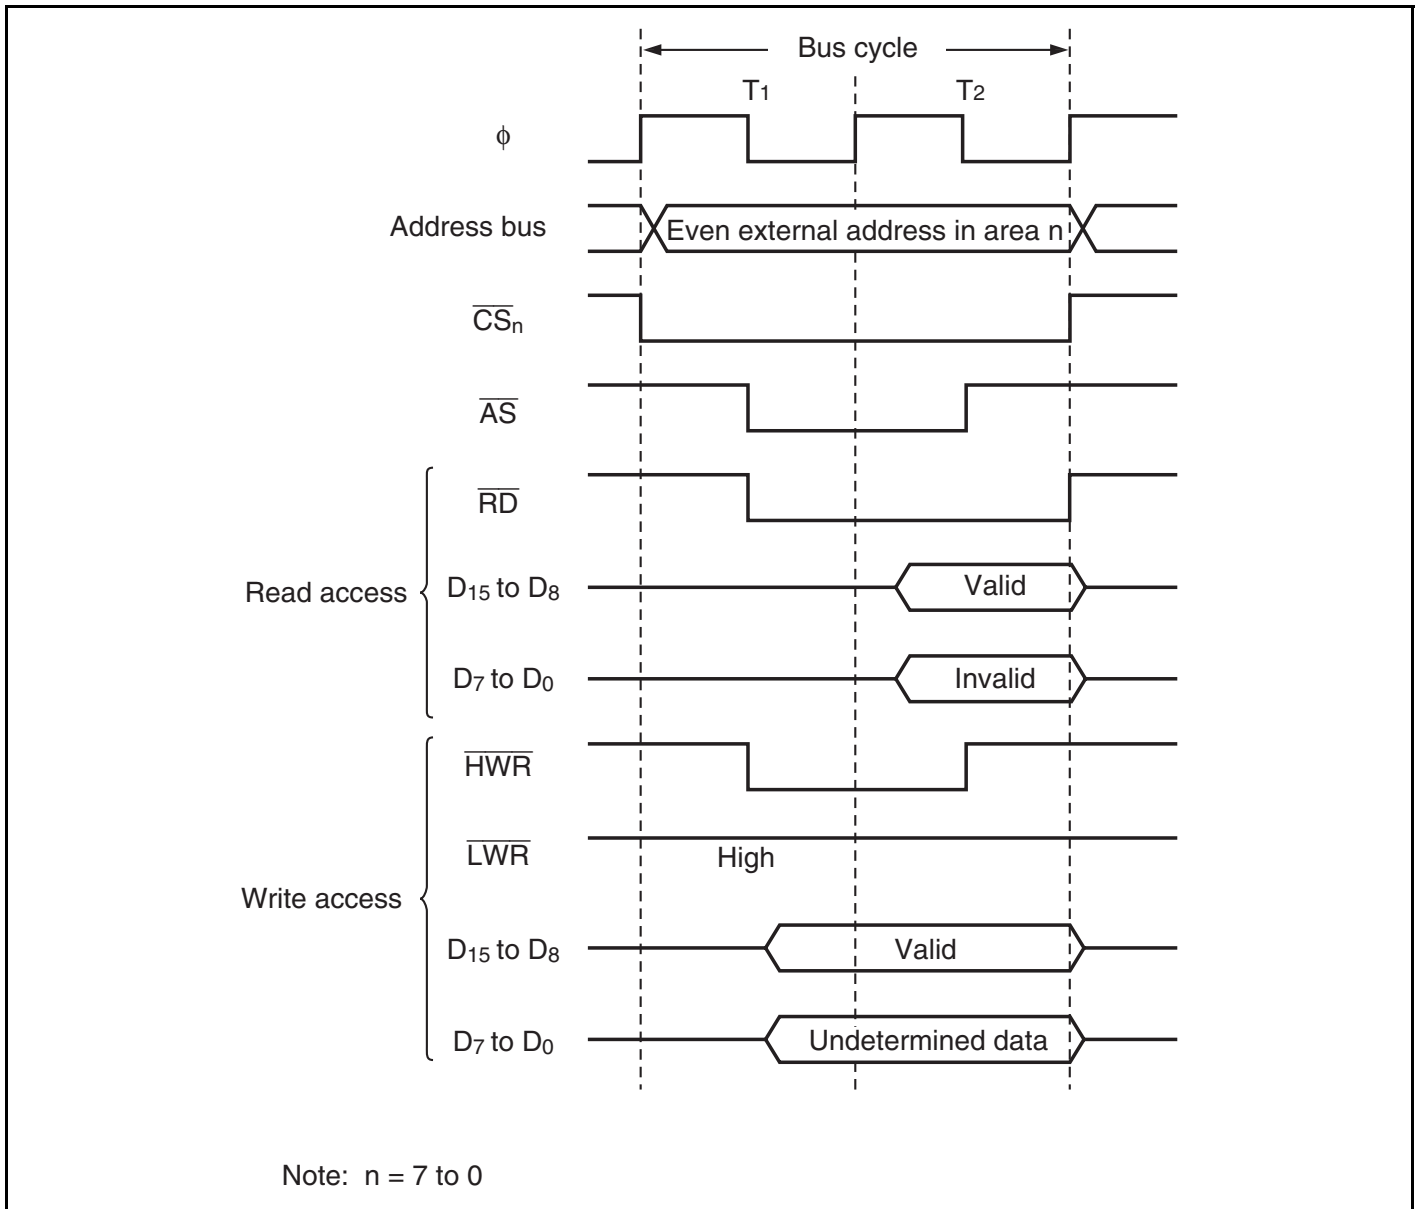 Bus cycle
T1 T2
ϕ
Address bus Even external address in area n
CSn
AS
RD
Read access D15 to D8 Valid
D7 to D0 Invalid
HWR
LWR High
Write access
D15 to D8 Valid
D7 to D0 Undetermined data
Note: n = 7 to 0